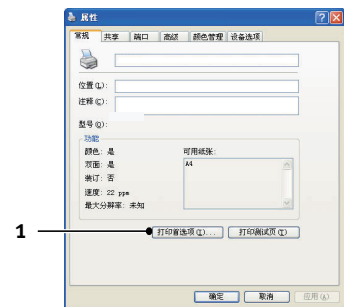 属性
常规 共享 端口 高级 颜色管理 设备选项
位置(L):
注释(C):
型号(O):
功能
颜色: 是
双面: 是
装订: 否
速度: 22 ppm
最大分辨率: 未知
可用纸张:
A4
1
打印首选项(I)... 打印测试页(T)
确定 取消 应用(A)